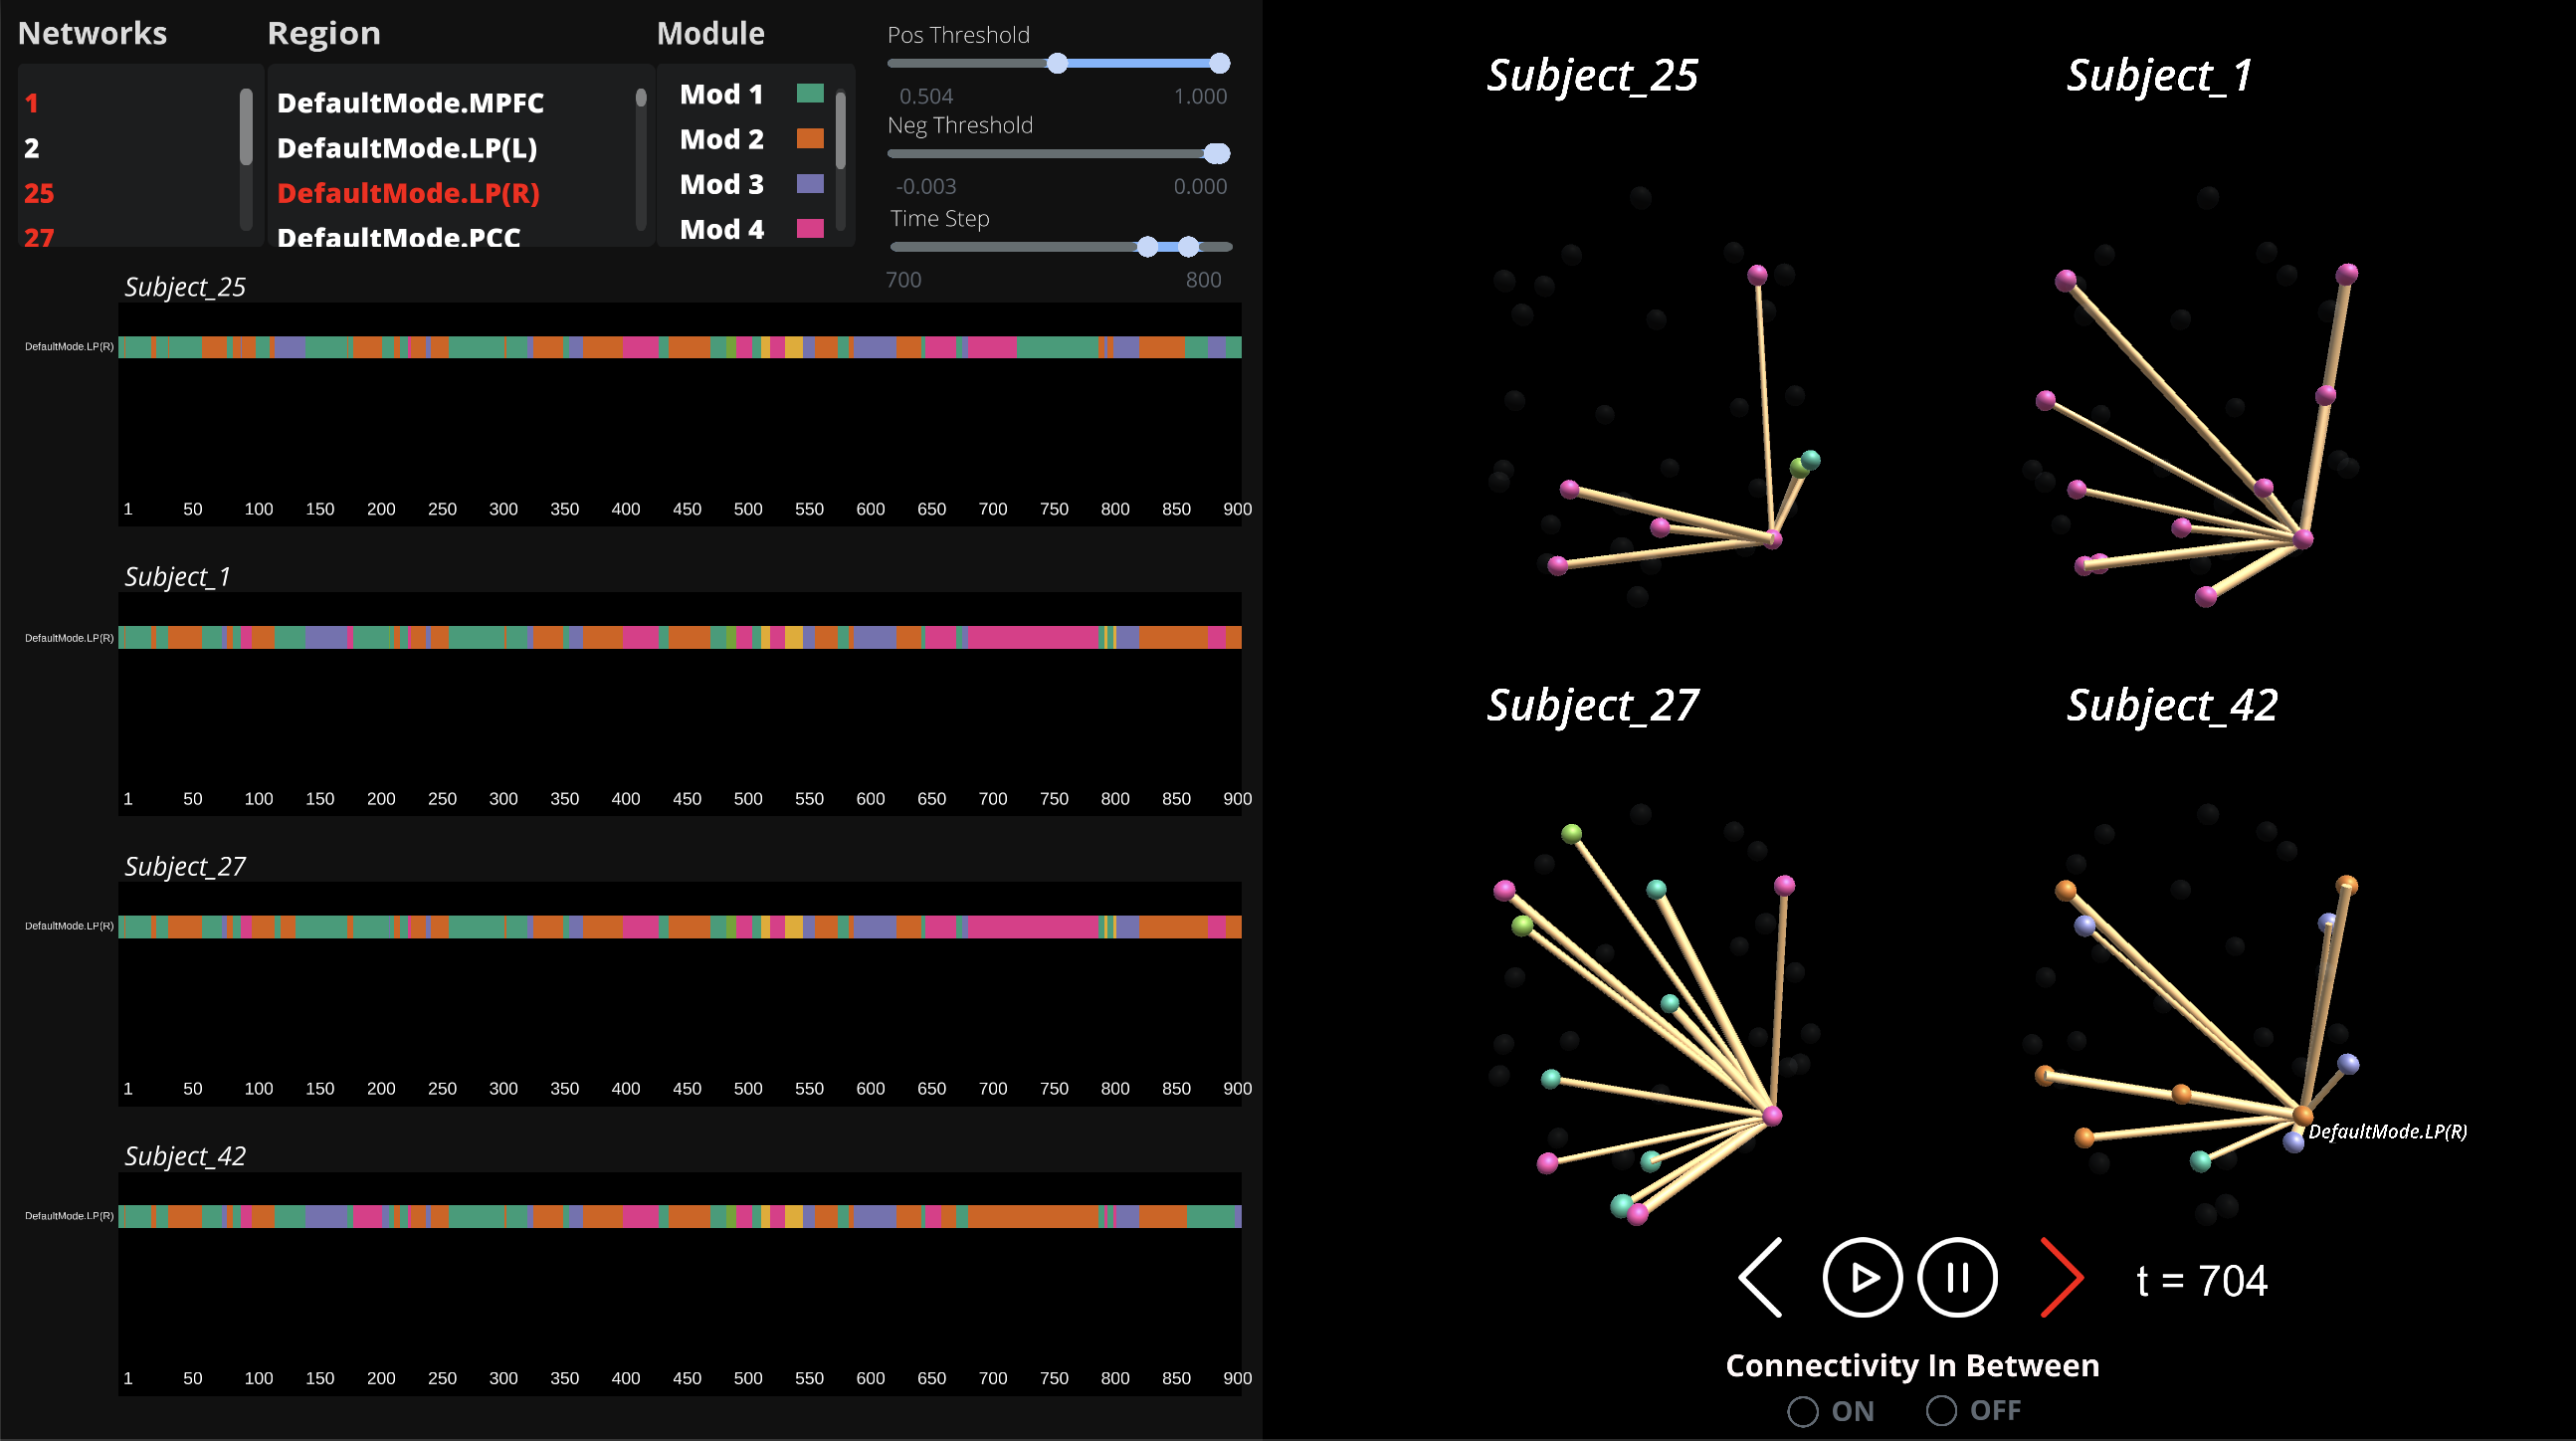 Networks
Region
Module
1
2
25
27
DefaultMode.MPFC
DefaultMode.LP(L)
DefaultMode.LP(R)
DefaultMode.PCC
Mod 1
Mod 2
Mod 3
Mod 4
Pos Threshold
0.504 1.000
Neg Threshold
-0.003 0.000
Time Step
700 800
Subject_25
DefaultMode.LP(R)
1 50 100 150 200 250 300 350 400 450 500 550 600 650 700 750 800 850 900
Subject_1
DefaultMode.LP(R)
1 50 100 150 200 250 300 350 400 450 500 550 600 650 700 750 800 850 900
Subject_27
DefaultMode.LP(R)
1 50 100 150 200 250 300 350 400 450 500 550 600 650 700 750 800 850 900
Subject_42
DefaultMode.LP(R)
1 50 100 150 200 250 300 350 400 450 500 550 600 650 700 750 800 850 900
Subject_25
Subject_1
Subject_27
Subject_42
DefaultMode.LP(R)
t = 704
Connectivity In Between
ON OFF